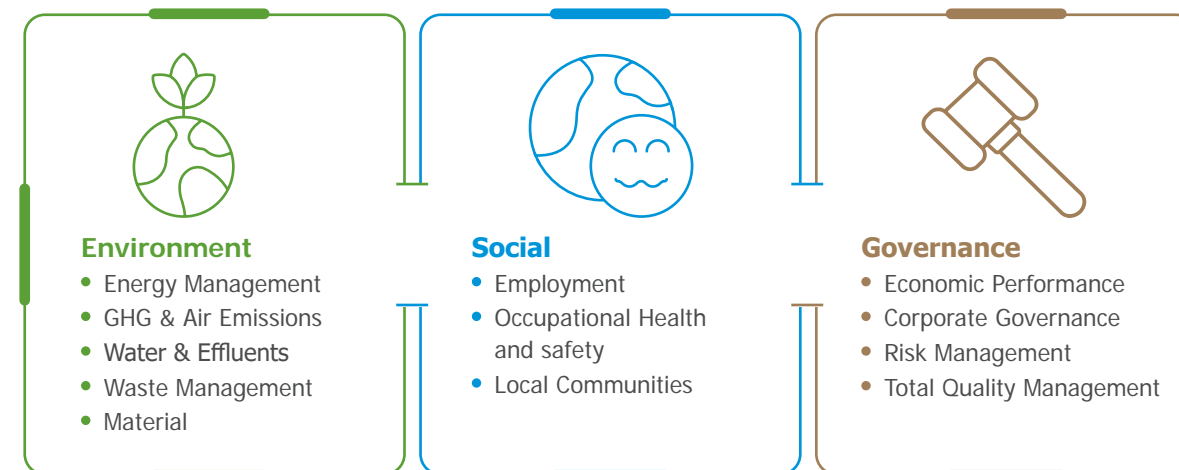 Environment
• Energy Management
• GHG & Air Emissions
• Water & Effluents
• Waste Management
• Material
Social
• Employment
• Occupational Health
and safety
• Local Communities
Governance
• Economic Performance
• Corporate Governance
• Risk Management
• Total Quality Management